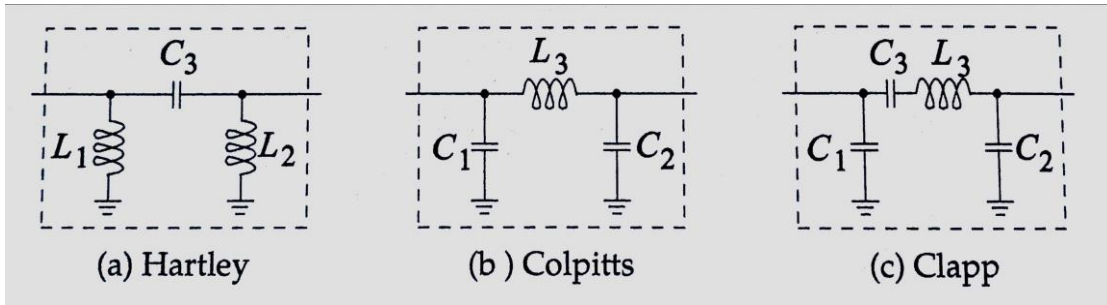 C3
L1
L2
(a) Hartley
L3
C1
C2
(b ) Colpitts
C3
L3
C1
C2
(c) Clapp